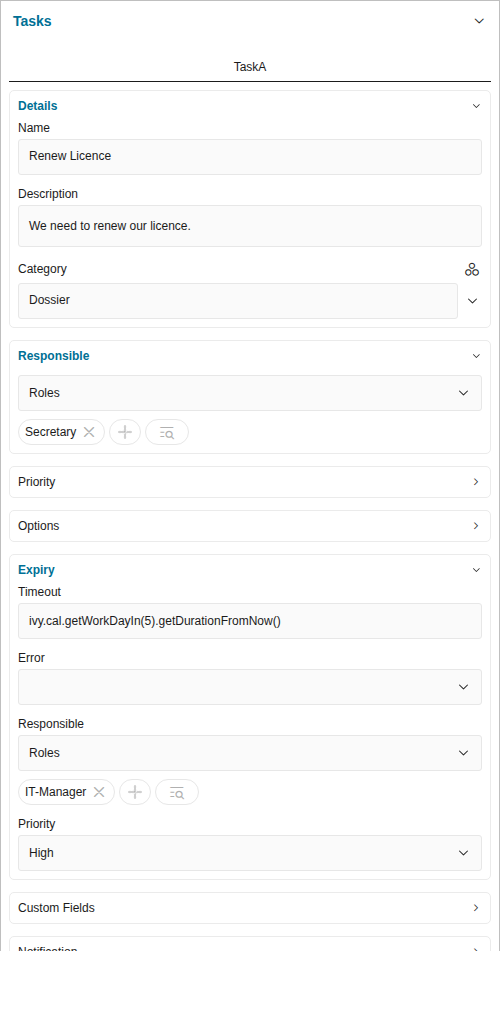 Tasks
TaskA
Details
Name
Renew Licence
Description
We need to renew our licence.
Category
Dossier
Responsible
Roles
Secretary
Priority
Options
Expiry
Timeout
ivy.cal.getWorkDayIn(5).getDurationFromNow()
Error
Responsible
Roles
IT-Manager
Priority
High
Custom Fields
Notification